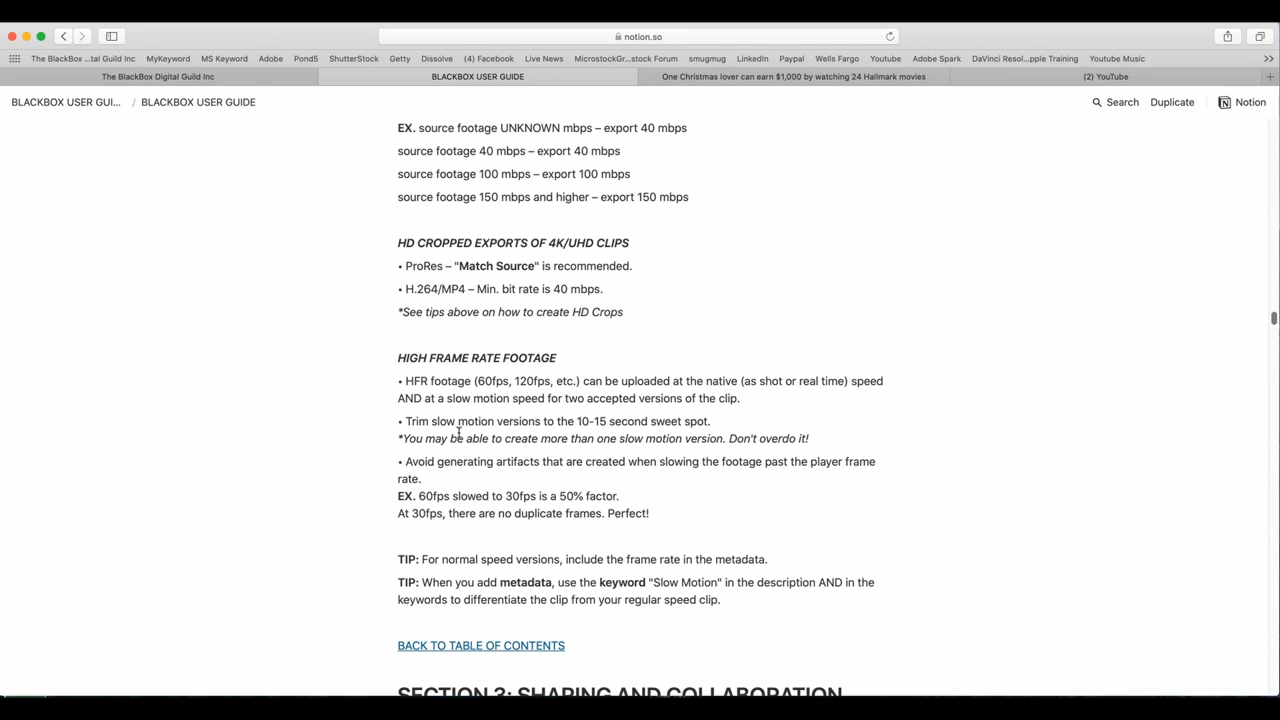 notion.so
The BlackBox ...tal Guild Inc MyKeyword MS Keyword Adobe Pond5 ShutterStock Getty Dissolve (4) Facebook Live News MicrostockGr...stock Forum smugmug LinkedIn Paypal Wells Fargo Youtube Adobe Spark DaVinci Resol...pple Training Youtube Music
The BlackBox Digital Guild Inc BLACKBOX USER GUIDE One Christmas lover can earn $1,000 by watching 24 Hallmark movies (2) YouTube
BLACKBOX USER GUI... / BLACKBOX USER GUIDE Search Duplicate Notion
EX. source footage UNKNOWN mbps – export 40 mbps
source footage 40 mbps – export 40 mbps
source footage 100 mbps – export 100 mbps
source footage 150 mbps and higher – export 150 mbps
HD CROPPED EXPORTS OF 4K/UHD CLIPS
• ProRes – "Match Source" is recommended.
• H.264/MP4 – Min. bit rate is 40 mbps.
*See tips above on how to create HD Crops
HIGH FRAME RATE FOOTAGE
• HFR footage (60fps, 120fps, etc.) can be uploaded at the native (as shot or real time) speed
AND at a slow motion speed for two accepted versions of the clip.
• Trim slow motion versions to the 10-15 second sweet spot.
*You may be able to create more than one slow motion version. Don't overdo it!
• Avoid generating artifacts that are created when slowing the footage past the player frame
rate.
EX. 60fps slowed to 30fps is a 50% factor.
At 30fps, there are no duplicate frames. Perfect!
TIP: For normal speed versions, include the frame rate in the metadata.
TIP: When you add metadata, use the keyword "Slow Motion" in the description AND in the
keywords to differentiate the clip from your regular speed clip.
BACK TO TABLE OF CONTENTS
SECTION 3: SHARING AND COLLABORATION